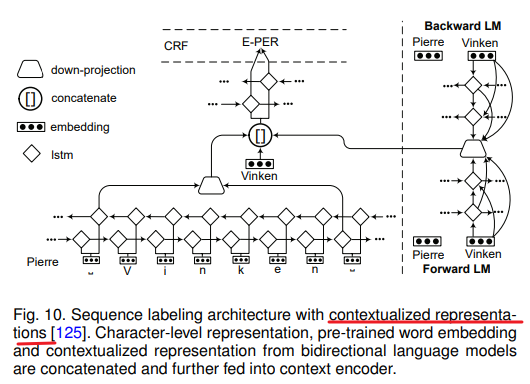 Backward LM
CRF
E-PER
Pierre
Vinken
down-projection
[]
concatenate
embedding
lstm
[]
Vinken
Pierre
␣ V i n k e n ␣
Pierre
Vinken
Forward LM
Fig. 10. Sequence labeling architecture with contextualized representa-
tions [125]. Character-level representation, pre-trained word embedding
and contextualized representation from bidirectional language models
are concatenated and further fed into context encoder.